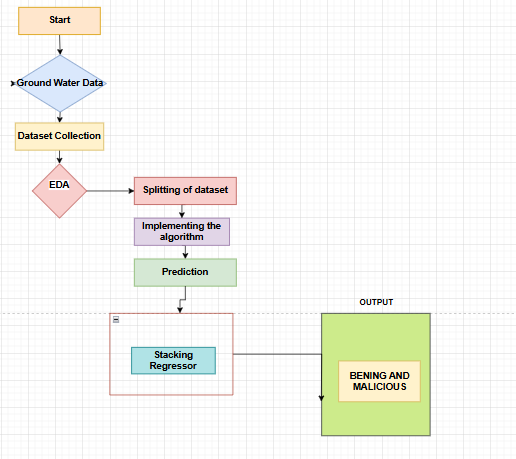 Start
Ground Water Data
Dataset Collection
EDA
Splitting of dataset
Implementing the
algorithm
Prediction
OUTPUT
Stacking
Regressor
BENING AND
MALICIOUS